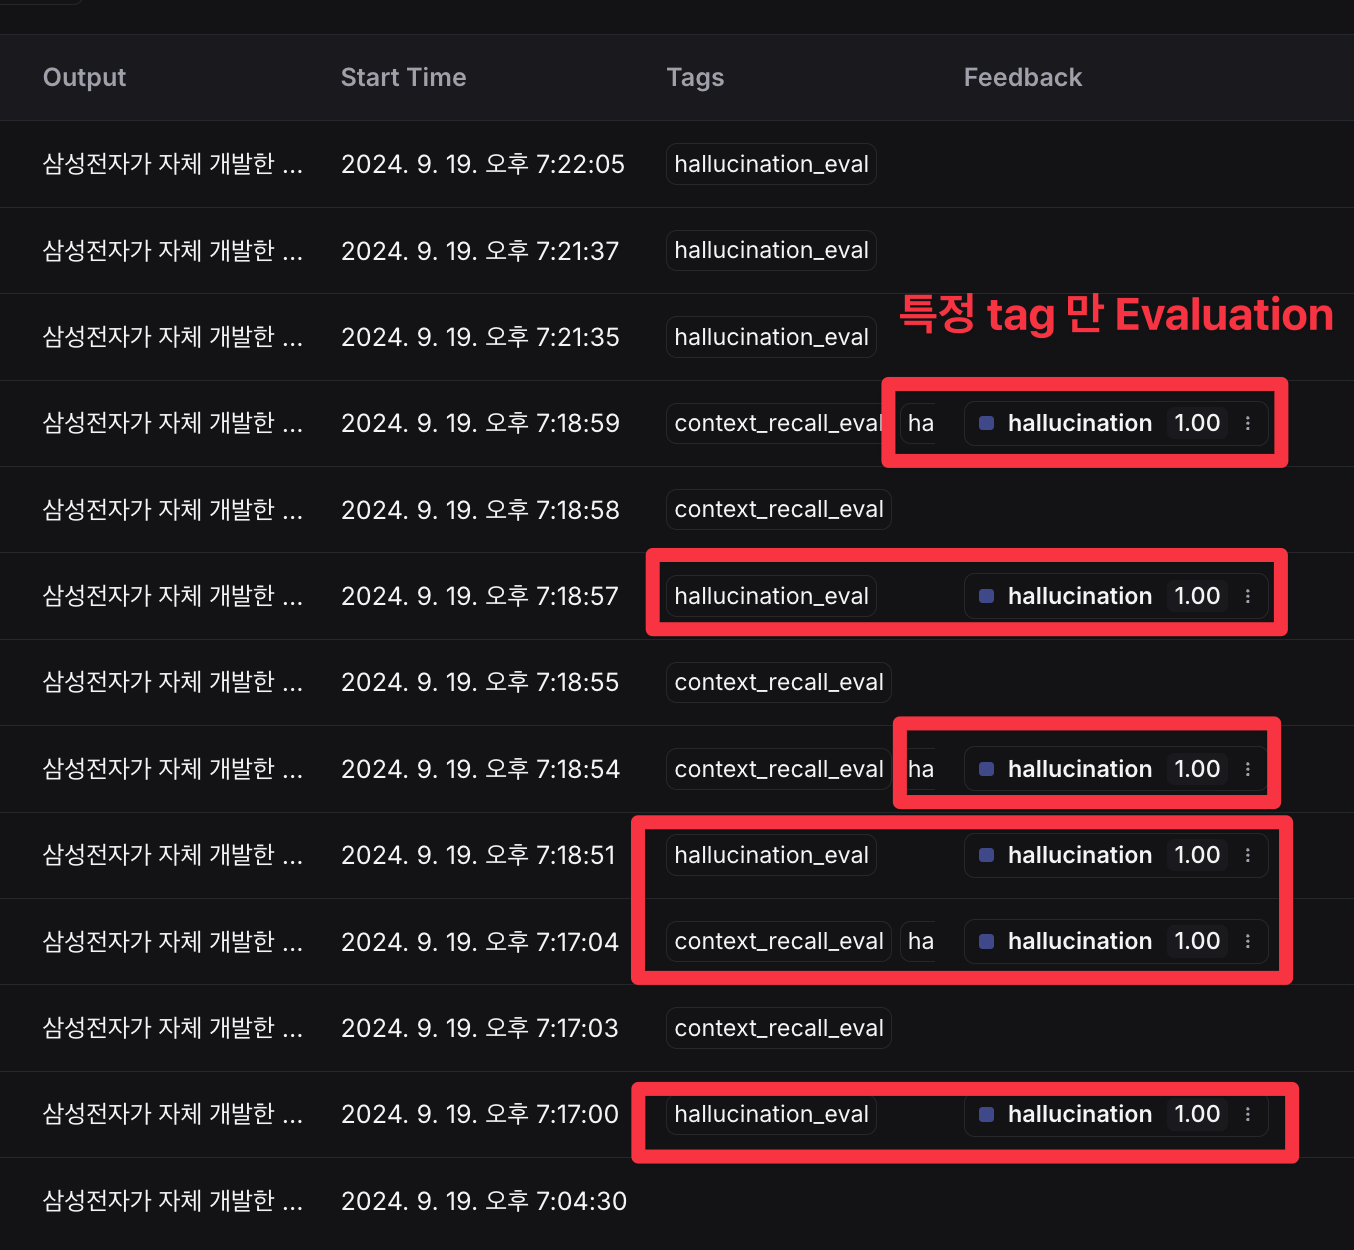 Output Start Time Tags Feedback
삼성전자가 자체 개발한 ... 2024. 9. 19. 오후 7:22:05 hallucination_eval
삼성전자가 자체 개발한 ... 2024. 9. 19. 오후 7:21:37 hallucination_eval
특정 tag 만 Evaluation
삼성전자가 자체 개발한 ... 2024. 9. 19. 오후 7:21:35 hallucination_eval
삼성전자가 자체 개발한 ... 2024. 9. 19. 오후 7:18:59 context_recall_eval ha hallucination 1.00
삼성전자가 자체 개발한 ... 2024. 9. 19. 오후 7:18:58 context_recall_eval
삼성전자가 자체 개발한 ... 2024. 9. 19. 오후 7:18:57 hallucination_eval hallucination 1.00
삼성전자가 자체 개발한 ... 2024. 9. 19. 오후 7:18:55 context_recall_eval
삼성전자가 자체 개발한 ... 2024. 9. 19. 오후 7:18:54 context_recall_eval ha hallucination 1.00
삼성전자가 자체 개발한 ... 2024. 9. 19. 오후 7:18:51 hallucination_eval hallucination 1.00
삼성전자가 자체 개발한 ... 2024. 9. 19. 오후 7:17:04 context_recall_eval ha hallucination 1.00
삼성전자가 자체 개발한 ... 2024. 9. 19. 오후 7:17:03 context_recall_eval
삼성전자가 자체 개발한 ... 2024. 9. 19. 오후 7:17:00 hallucination_eval hallucination 1.00
삼성전자가 자체 개발한 ... 2024. 9. 19. 오후 7:04:30